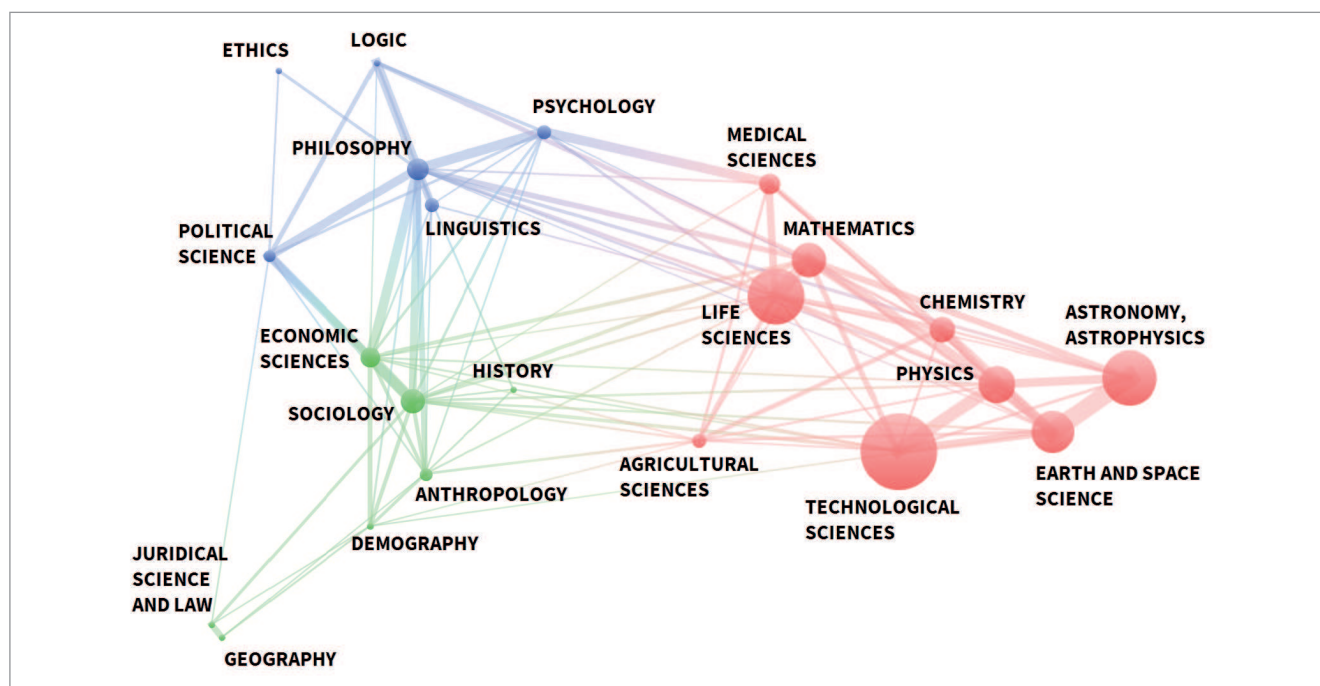 LOGIC
ETHICS
PSYCHOLOGY
MEDICAL
SCIENCES
PHILOSOPHY
LINGUISTICS
MATHEMATICS
POLITICAL
SCIENCE
CHEMISTRY
LIFE
SCIENCES
ASTRONOMY,
ASTROPHYSICS
ECONOMIC
SCIENCES
HISTORY
PHYSICS
SOCIOLOGY
AGRICULTURAL
SCIENCES
EARTH AND SPACE
SCIENCE
ANTHROPOLOGY
TECHNOLOGICAL
SCIENCES
DEMOGRAPHY
JURIDICAL
SCIENCE
AND LAW
GEOGRAPHY